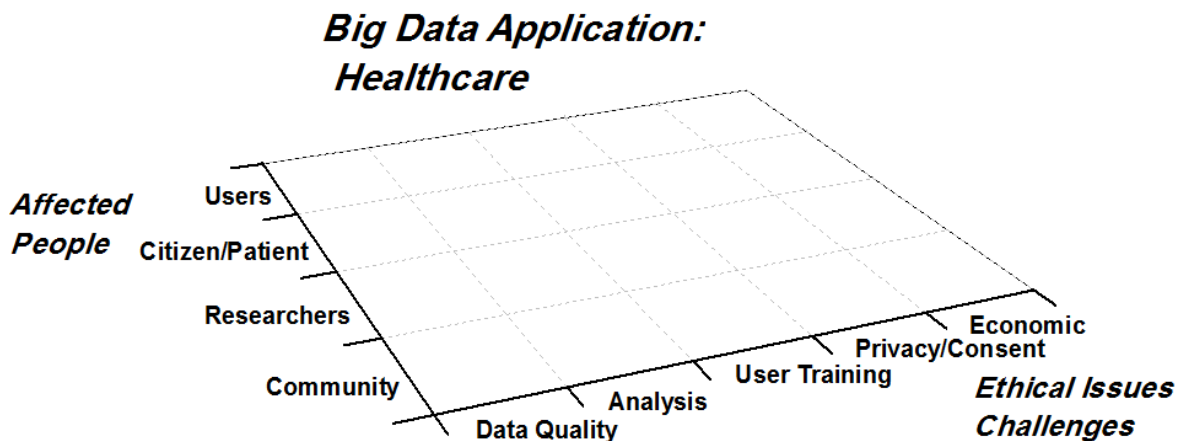 Big Data Application:
Healthcare
Affected
People
Users
Citizen/Patient
Researchers
Community
Data Quality
Analysis
User Training
Privacy/Consent
Economic
Ethical Issues
Challenges